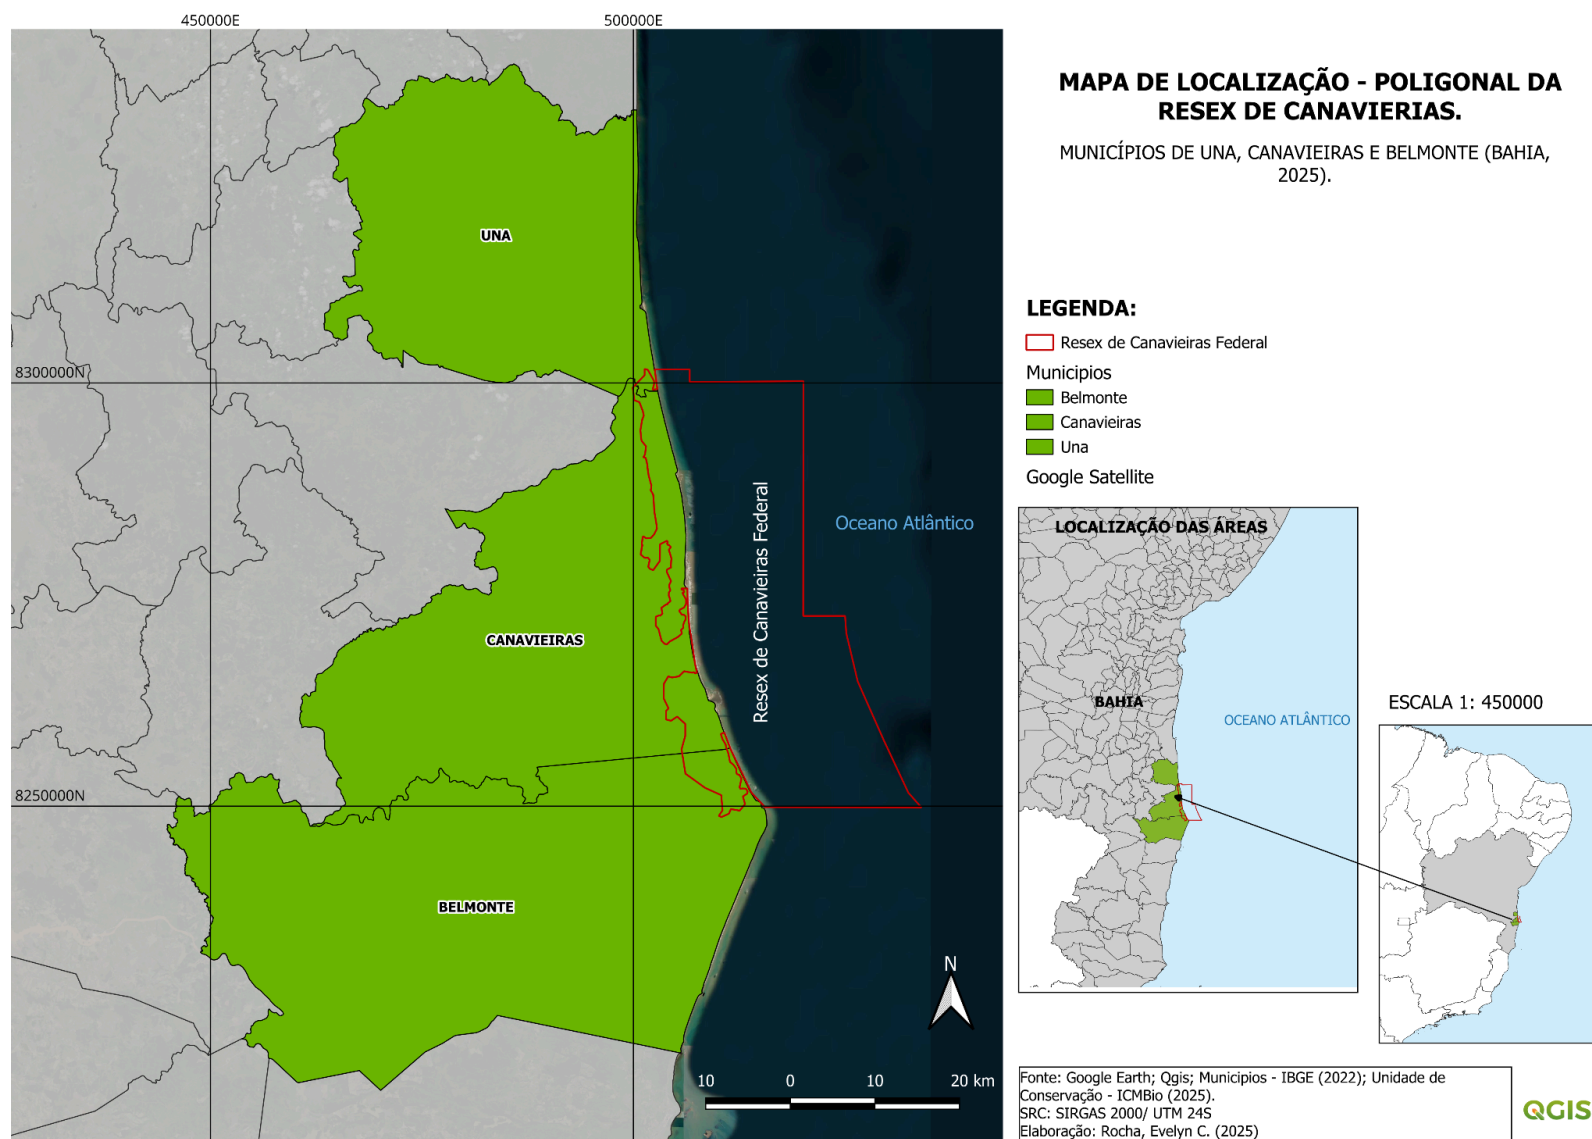 450000E
500000E
8300000N
8250000N
UNA
CANAVIEIRAS
BELMONTE
Resex de Canavieiras Federal
Oceano Atlântico
N
10 0 10 20 km
MAPA DE LOCALIZAÇÃO - POLIGONAL DA
RESEX DE CANAVIERIAS.
MUNICÍPIOS DE UNA, CANAVIEIRAS E BELMONTE (BAHIA,
2025).
LEGENDA:
Resex de Canavieiras Federal
Municipios
Belmonte
Canavieiras
Una
Google Satellite
LOCALIZAÇÃO DAS ÁREAS
BAHIA
OCEANO ATLÂNTICO
ESCALA 1: 450000
Fonte: Google Earth; Qgis; Municipios - IBGE (2022); Unidade de
Conservação - ICMBio (2025).
SRC: SIRGAS 2000/ UTM 24S
Elaboração: Rocha, Evelyn C. (2025)
QGIS